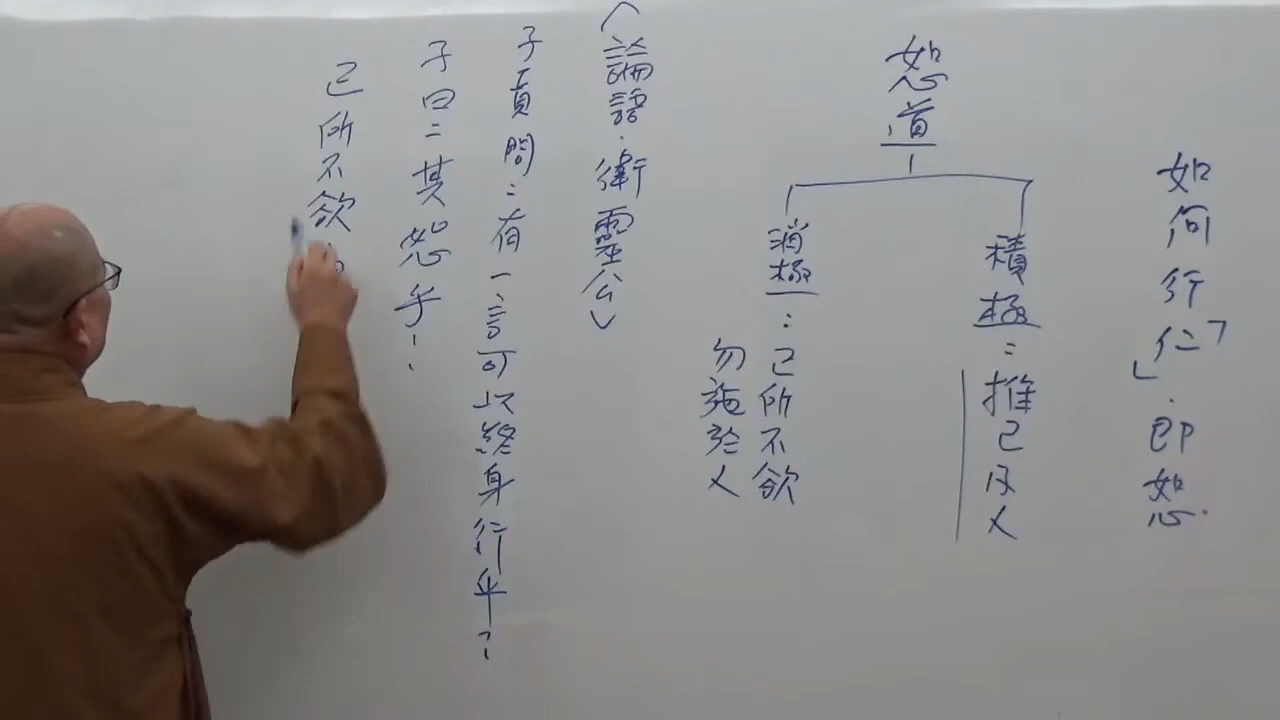 如何行「仁」.即恕.
恕道
積極：推己及人
消極：己所不欲
勿施於人
〈論語.衛靈公〉
子貢問：有一言可以終身行乎？
子曰：其恕乎！
己所不欲，